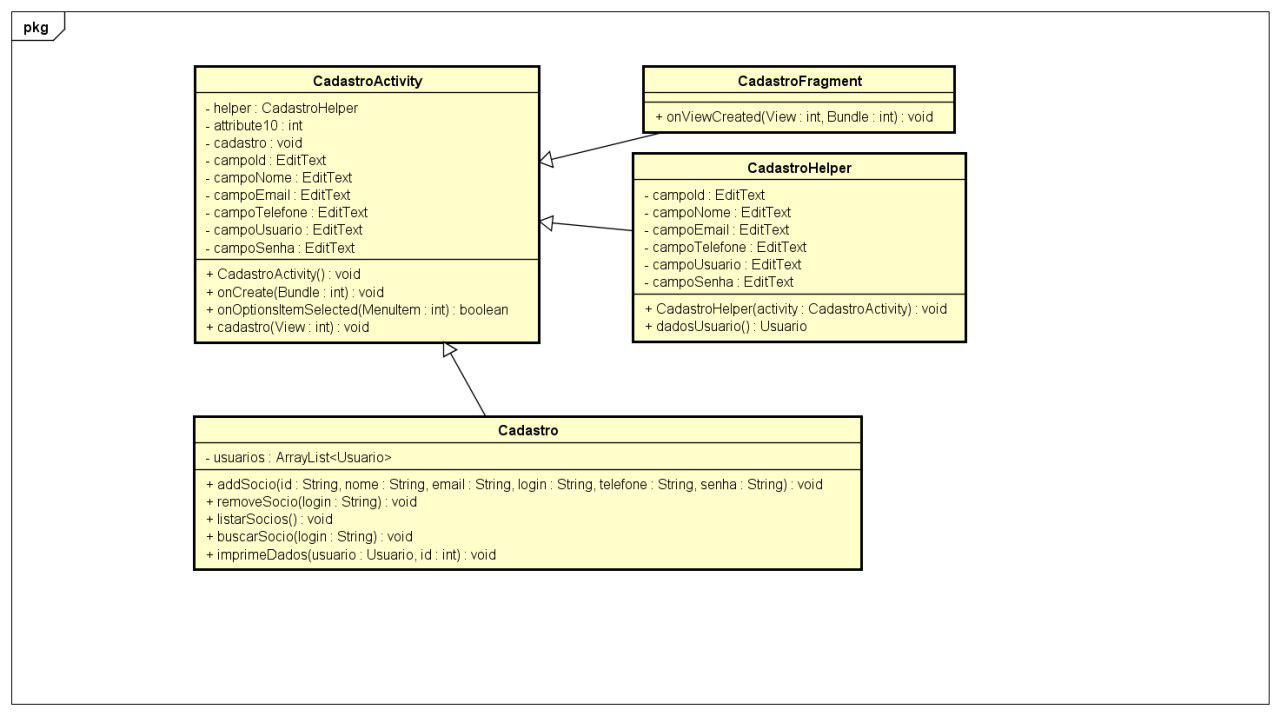 pkg
CadastroActivity
- helper : CadastroHelper
- attribute10 : int
- cadastro : void
- campoId : EditText
- campoNome : EditText
- campoEmail : EditText
- campoTelefone : EditText
- campoUsuario : EditText
- campoSenha : EditText
+ CadastroActivity() : void
+ onCreate(Bundle : int) : void
+ onOptionsItemSelected(MenuItem : int) : boolean
+ cadastro(View : int) : void
CadastroFragment
+ onViewCreated(View : int, Bundle : int) : void
CadastroHelper
- campoId : EditText
- campoNome : EditText
- campoEmail : EditText
- campoTelefone : EditText
- campoUsuario : EditText
- campoSenha : EditText
+ CadastroHelper(activity : CadastroActivity) : void
+ dadosUsuario() : Usuario
Cadastro
- usuarios : ArrayList<Usuario>
+ addSocio(id : String, nome : String, email : String, login : String, telefone : String, senha : String) : void
+ removeSocio(login : String) : void
+ listarSocios() : void
+ buscarSocio(login : String) : void
+ imprimeDados(usuario : Usuario, id : int) : void